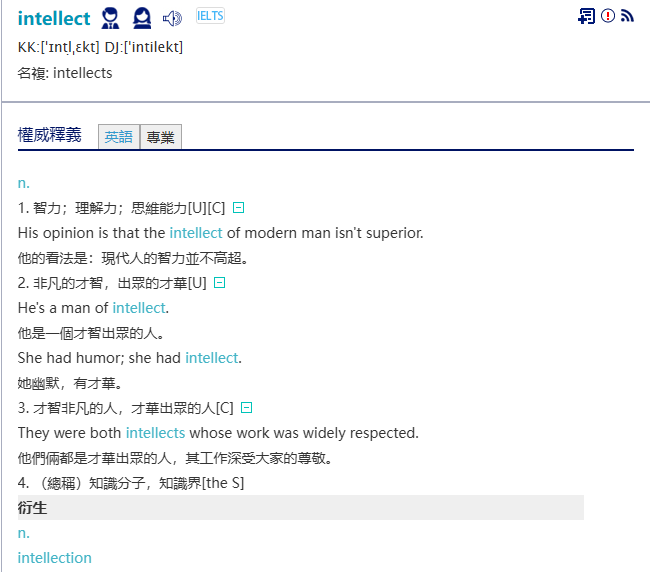 intellect IELTS
KK:[ˈɪntḷˌɛkt] DJ:[ˈintilekt]
名複: intellects
權威釋義 英語 專業
n.
1. 智力；理解力；思維能力[U][C]
His opinion is that the intellect of modern man isn't superior.
他的看法是：現代人的智力並不高超。
2. 非凡的才智，出眾的才華[U]
He's a man of intellect.
他是一個才智出眾的人。
She had humor; she had intellect.
她幽默，有才華。
3. 才智非凡的人，才華出眾的人[C]
They were both intellects whose work was widely respected.
他們倆都是才華出眾的人，其工作深受大家的尊敬。
4. （總稱）知識分子，知識界[the S]
衍生
n.
intellection